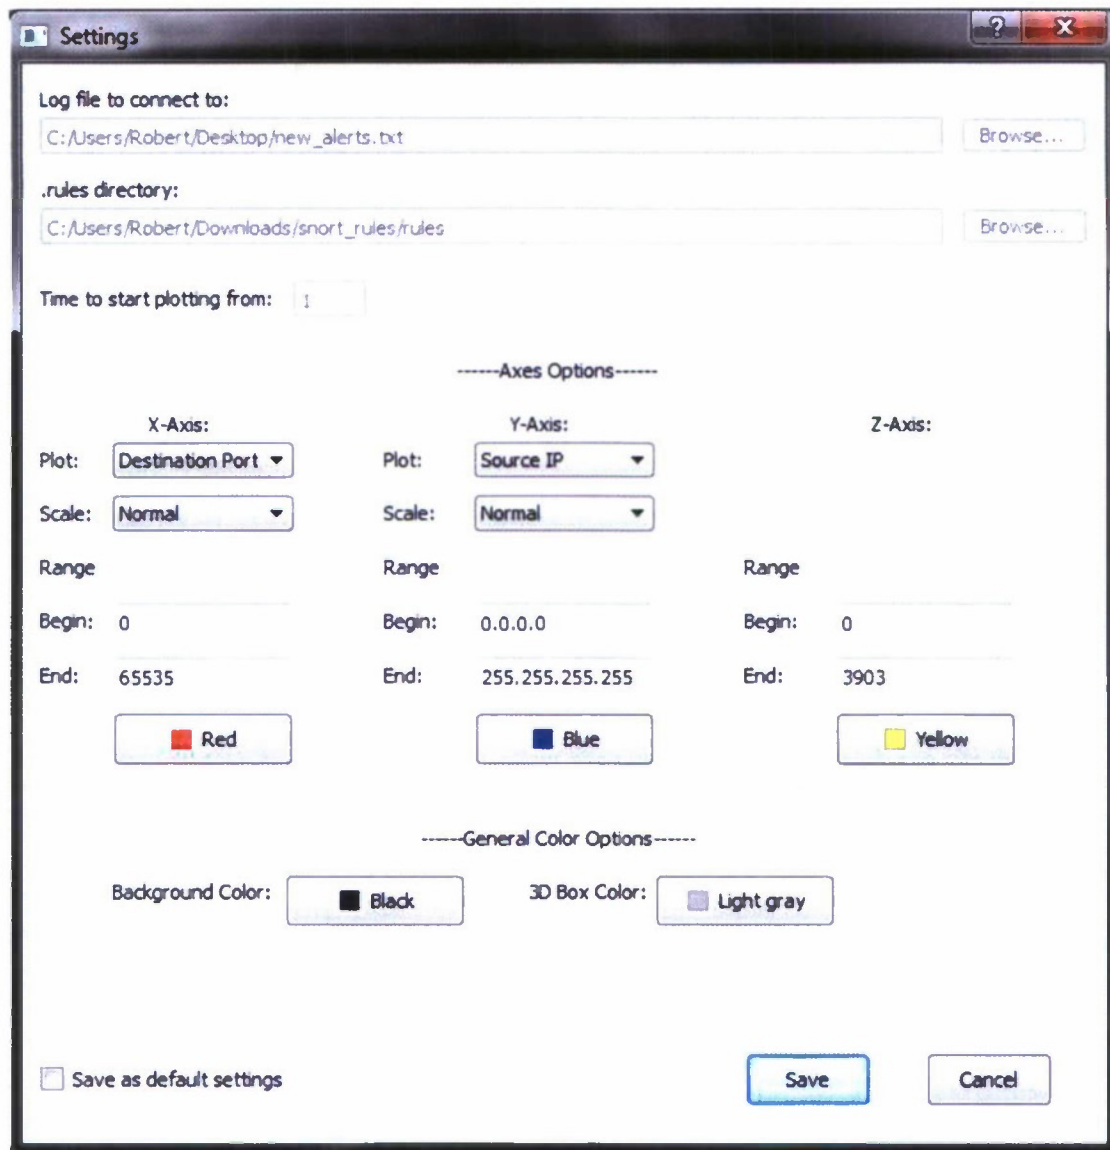 Settings
Log file to connect to:
C:/Users/Robert/Desktop/new_alerts.txt Browse...
.rules directory:
C:/Users/Robert/Downloads/snort_rules/rules Browse...
Time to start plotting from: 1
------Axes Options------
X-Axis: Y-Axis: Z-Axis:
Plot: Destination Port Plot: Source IP
Scale: Normal Scale: Normal
Range Range Range
Begin: 0 Begin: 0.0.0.0 Begin: 0
End: 65535 End: 255.255.255.255 End: 3903
Red Blue Yellow
------General Color Options------
Background Color: Black 3D Box Color: Light gray
Save as default settings Save Cancel